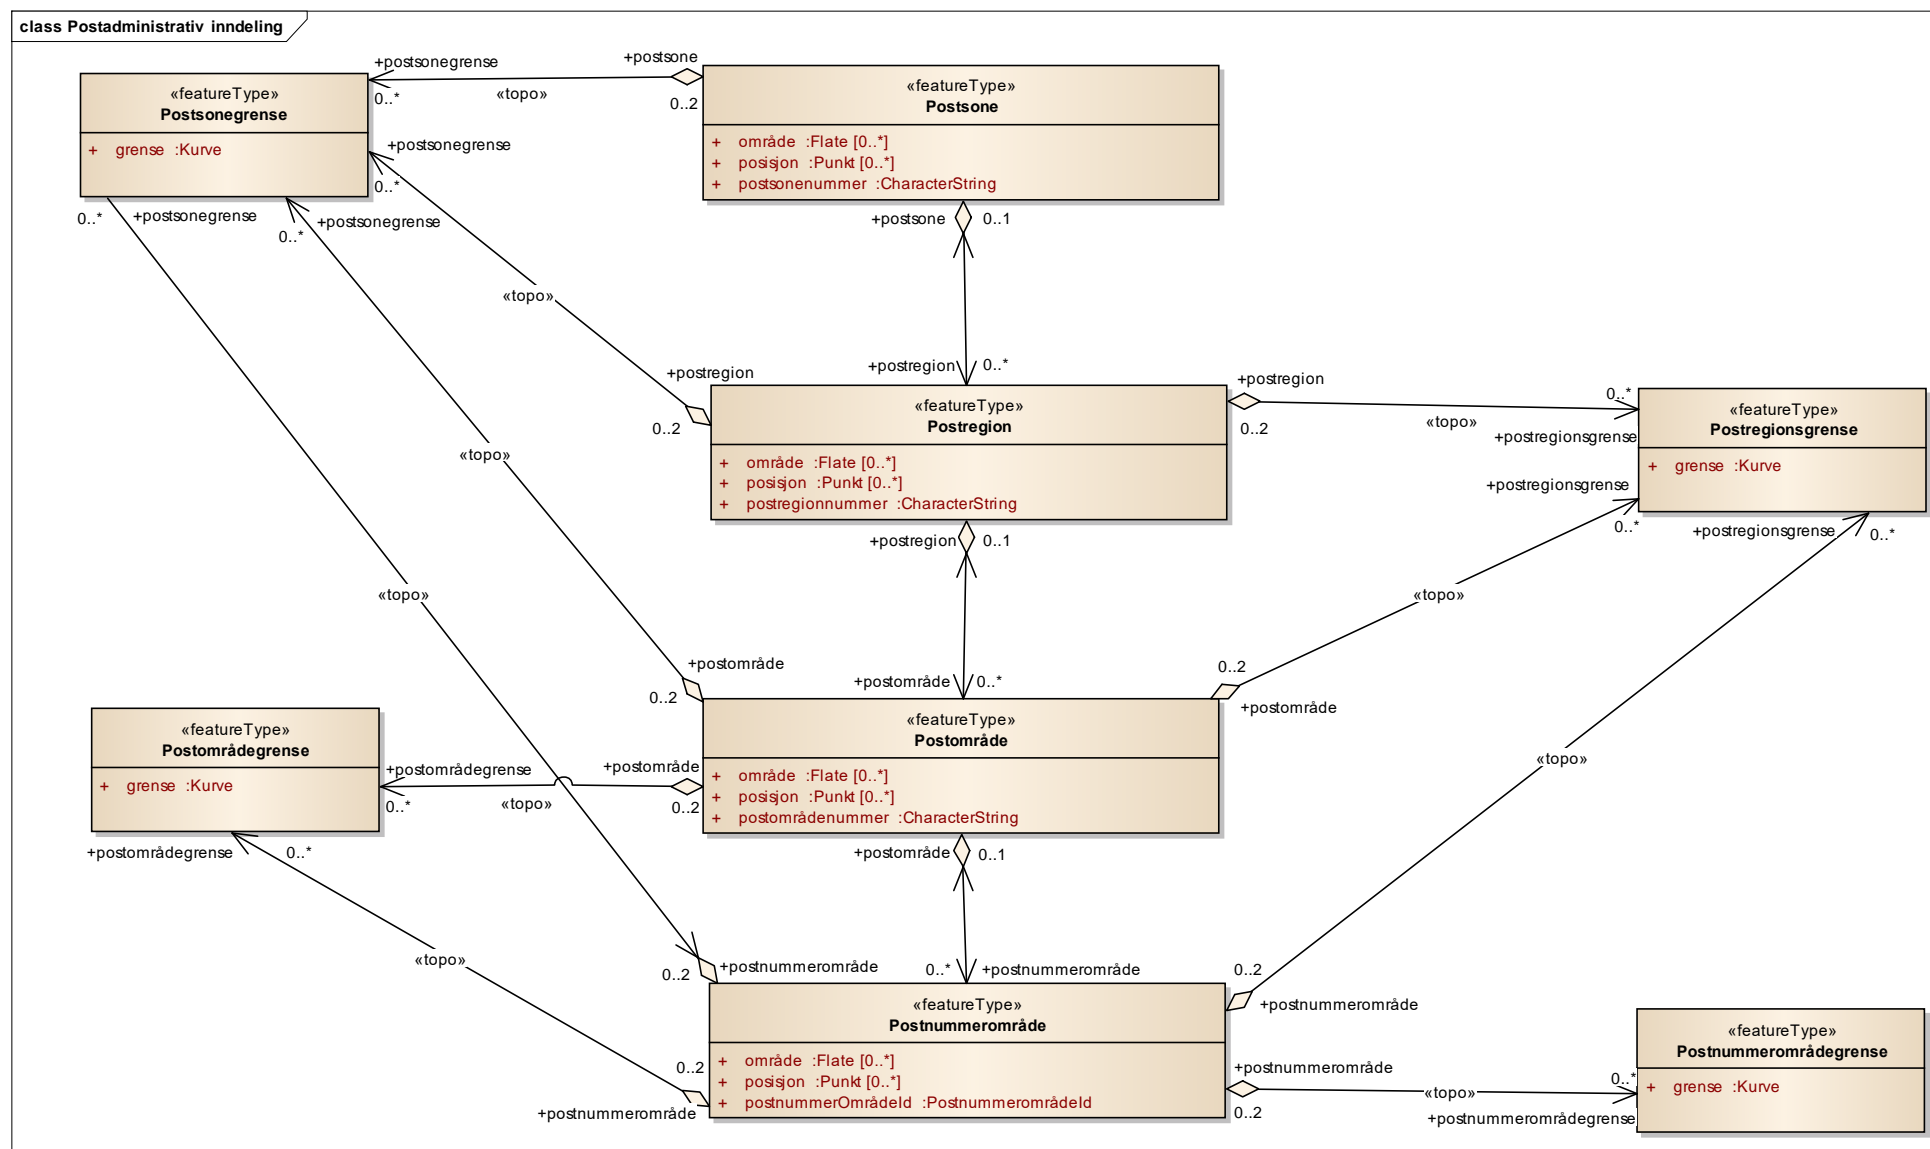 class Postadministrativ inndeling
+postsonegrense
0..*
«topo»
+postsone
0..2
«featureType»
Postsonegrense
+ grense :Kurve
«featureType»
Postsone
+ område :Flate [0..*]
+ posisjon :Punkt [0..*]
+ postsonenummer :CharacterString
+postsonegrense
0..*
0..*
+postsonegrense
0..*
+postsonegrense
+postsone
0..1
«topo»
+postregion
0..*
+postregion
0..2
«featureType»
Postregion
+ område :Flate [0..*]
+ posisjon :Punkt [0..*]
+ postregionnummer :CharacterString
+postregion
0..2
«topo»
0..*
+postregionsgrense
«featureType»
Postregionsgrense
+ grense :Kurve
«topo»
+postregionsgrense
0..*
+postregionsgrense
0..*
+postregion
0..1
«topo»
«topo»
+postområde
0..2
+postområde
0..*
0..2
+postområde
«featureType»
Postområdegrense
+ grense :Kurve
«featureType»
Postområde
+ område :Flate [0..*]
+ posisjon :Punkt [0..*]
+ postområdenummer :CharacterString
«topo»
+postområdegrense
0..*
«topo»
+postområde
0..2
+postområdegrense
0..*
+postområde
0..1
«topo»
0..2
+postnummerområde
0..*
+postnummerområde
0..2
+postnummerområde
«featureType»
Postnummerområde
+ område :Flate [0..*]
+ posisjon :Punkt [0..*]
+ postnummerOmrådeId :PostnummerområdeId
0..2
+postnummerområde
+postnummerområde
0..2
«topo»
0..*
+postnummerområdegrense
«featureType»
Postnummerområdegrense
+ grense :Kurve